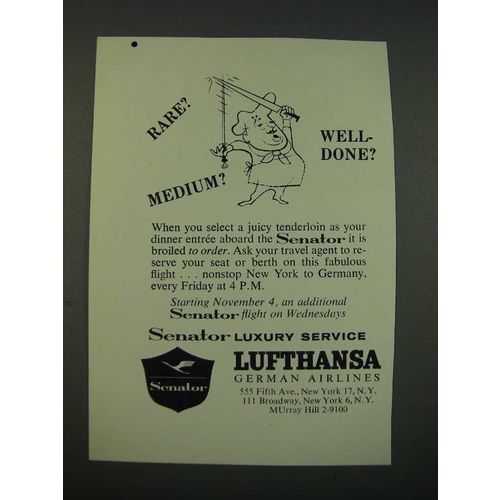 RARE?
MEDIUM?
WELL-
DONE?
When you select a juicy tenderloin as your
dinner entrée aboard the Senator it is
broiled to order. Ask your travel agent to re-
serve your seat or berth on this fabulous
flight . . . nonstop New York to Germany,
every Friday at 4 P.M.
Starting November 4, an additional
Senator flight on Wednesdays
Senator LUXURY SERVICE
Senator
LUFTHANSA
GERMAN AIRLINES
555 Fifth Ave., New York 17, N.Y.
111 Broadway, New York 6, N.Y.
MUrray Hill 2-9100